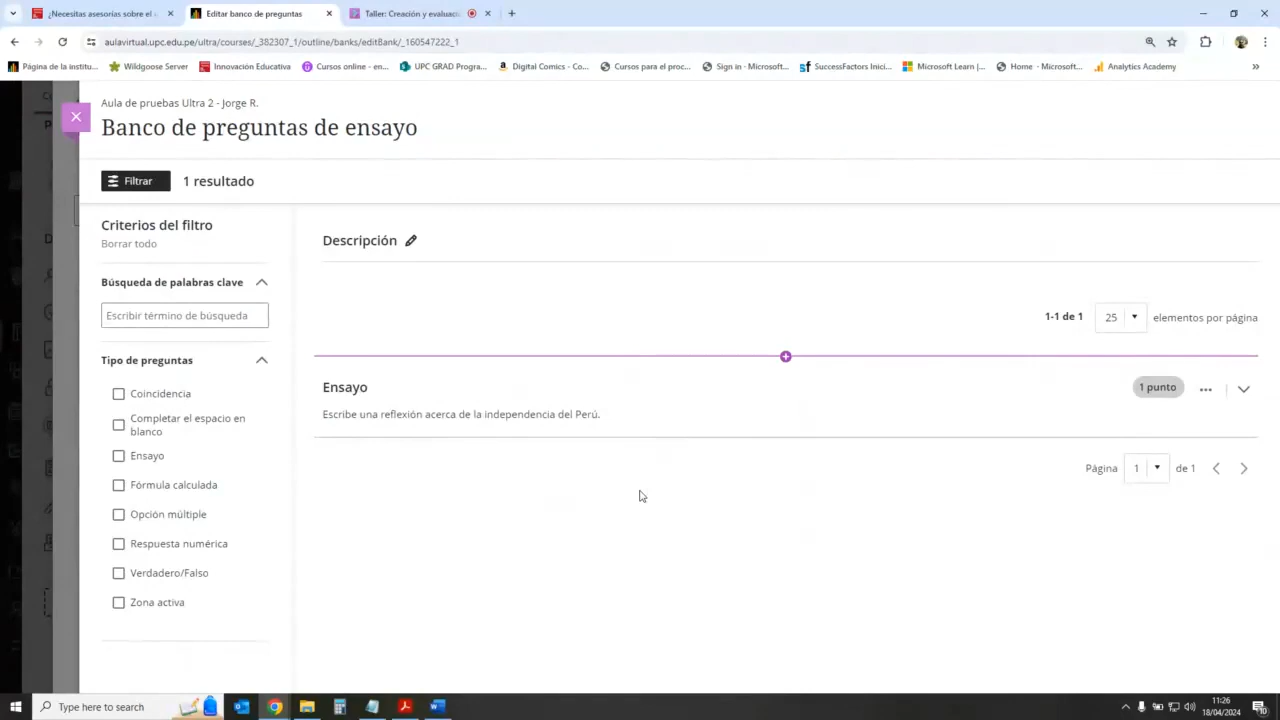 ¿Necesitas asesorías sobre el
Editar banco de preguntas
Taller: Creación y evaluaci
aulavirtual.upc.edu.pe/ultra/courses/_382307_1/outline/banks/editBank/_160547222_1
Página de la institu...
Wildgoose Server
Innovación Educativa
Cursos online - en...
UPC GRAD Progra...
Digital Comics - Co...
Cursos para el proc...
Sign in - Microsoft...
SuccessFactors Inici...
Microsoft Learn |...
Home - Microsoft...
Analytics Academy
Aula de pruebas Ultra 2 - Jorge R.
Banco de preguntas de ensayo
Filtrar
1 resultado
Criterios del filtro
Borrar todo
Descripción
Búsqueda de palabras clave
Escribir término de búsqueda
1-1 de 1
25
elementos por página
Tipo de preguntas
Coincidencia
Completar el espacio en
blanco
Ensayo
Fórmula calculada
Opción múltiple
Respuesta numérica
Verdadero/Falso
Zona activa
Ensayo
1 punto
Escribe una reflexión acerca de la independencia del Perú.
Página
1
de 1
Type here to search
11:26
18/04/2024